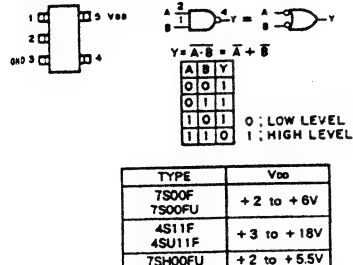 1 5 VDD
2
GND 3 4
A 2 4 Y = A Y
B 1 B
Y = A·B = A + B
A B Y
0 0 1
0 1 1
1 0 1
1 1 0
0 ; LOW LEVEL
1 ; HIGH LEVEL
TYPE VDD
7S00F
7S00FU
+2 to +6V
4S11F
4SU11F
+3 to +18V
7SH00FU +2 to +5.5V